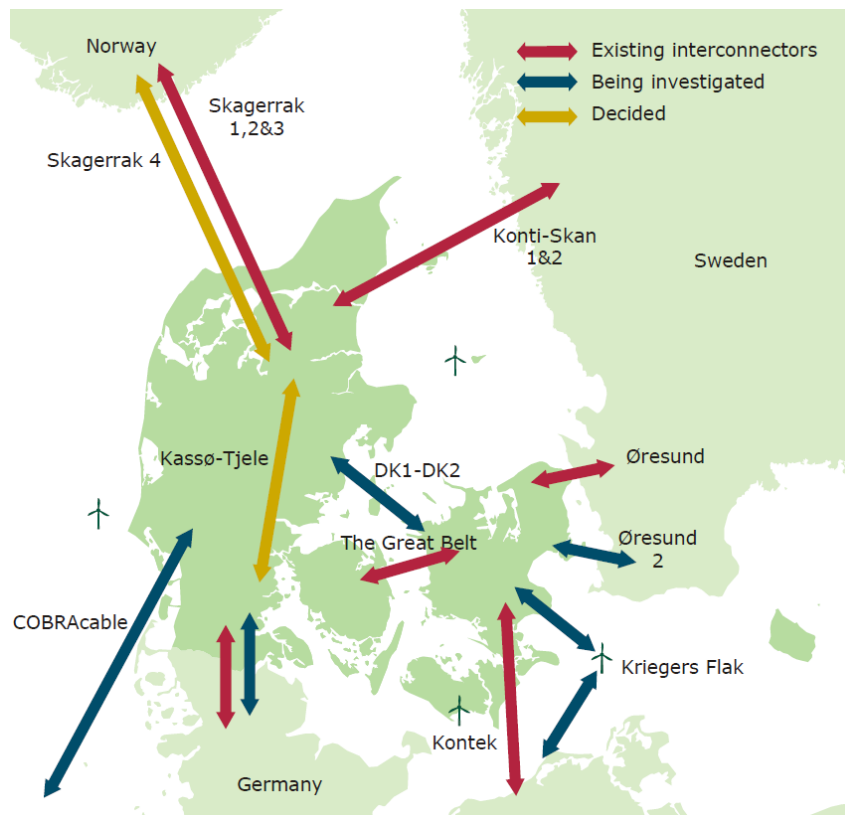 Norway
Existing interconnectors
Being investigated
Decided
Skagerrak
1,2&3
Skagerrak 4
Konti-Skan
1&2
Sweden
Kassø-Tjele
DK1-DK2
Øresund
The Great Belt
Øresund
2
COBRAcable
Kriegers Flak
Kontek
Germany